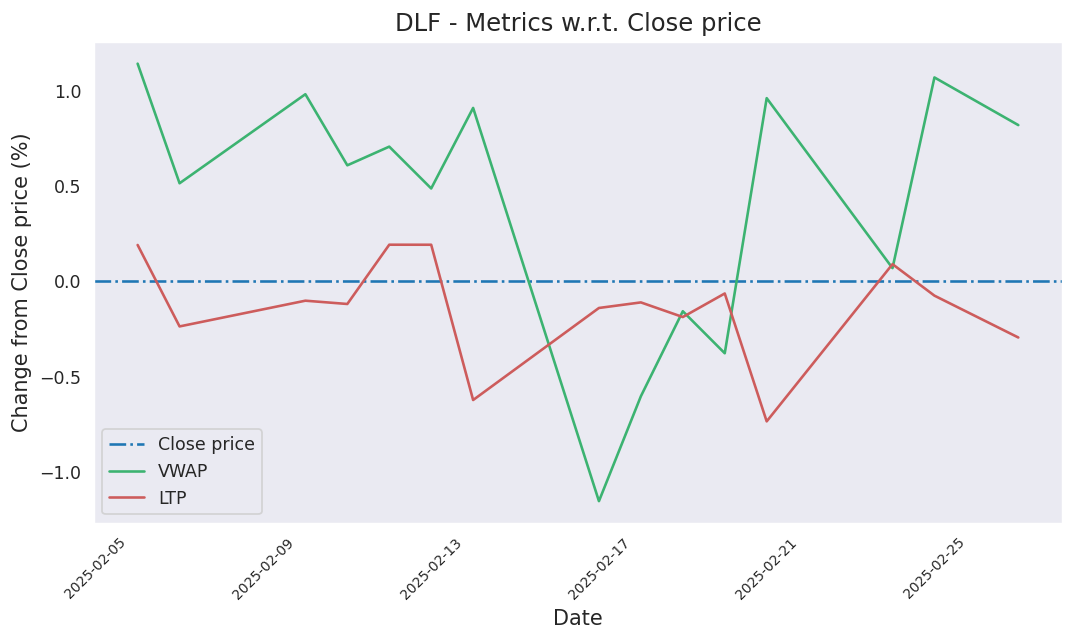 DLF - Metrics w.r.t. Close price
Change from Close price (%)
1.0
0.5
0.0
−0.5
−1.0
Close price
VWAP
LTP
2025-02-05
2025-02-09
2025-02-13
2025-02-17
2025-02-21
2025-02-25
Date